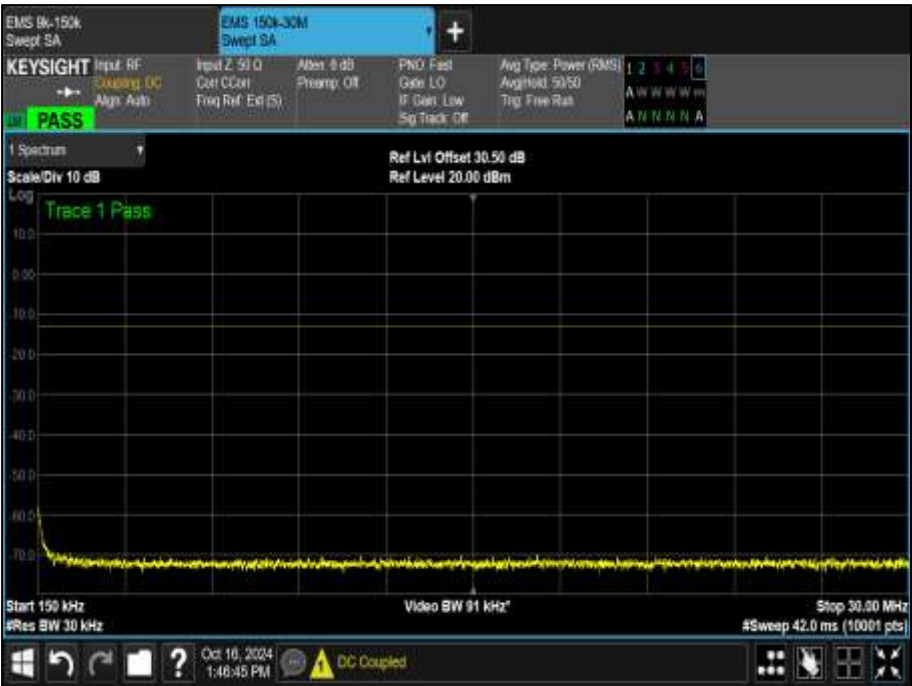 EMS 9k-150k
Swept SA
EMS 150k-30M
Swept SA
KEYSIGHT
Input: RF
Coupling: DC
Align: Auto
Input Z: 50 Ω
Corr CCorr
Freq Ref: Ext (S)
Atten: 6 dB
Preamp: Off
PNO: Fast
Gate: LO
IF Gain: Low
Sig Track: Off
Avg Type: Power (RMS)
Avg|Hold: 50/50
Trig: Free Run
1 2 3 4 5 6
A W W W W
A N N N N A
PASS
1 Spectrum
Scale/Div 10 dB
Ref Lvl Offset 30.50 dB
Ref Level 20.00 dBm
Log
Trace 1 Pass
10.0
0.00
-10.0
-20.0
-30.0
-40.0
-50.0
-60.0
-70.0
Start 150 kHz
Video BW 91 kHz*
Stop 30.00 MHz
#Res BW 30 kHz
#Sweep 42.0 ms (10001 pts)
Oct 16, 2024
1:46:45 PM
DC Coupled